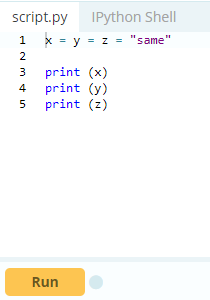 script.py IPython Shell
1 x = y = z = "same"
2
3 print (x)
4 print (y)
5 print (z)
Run